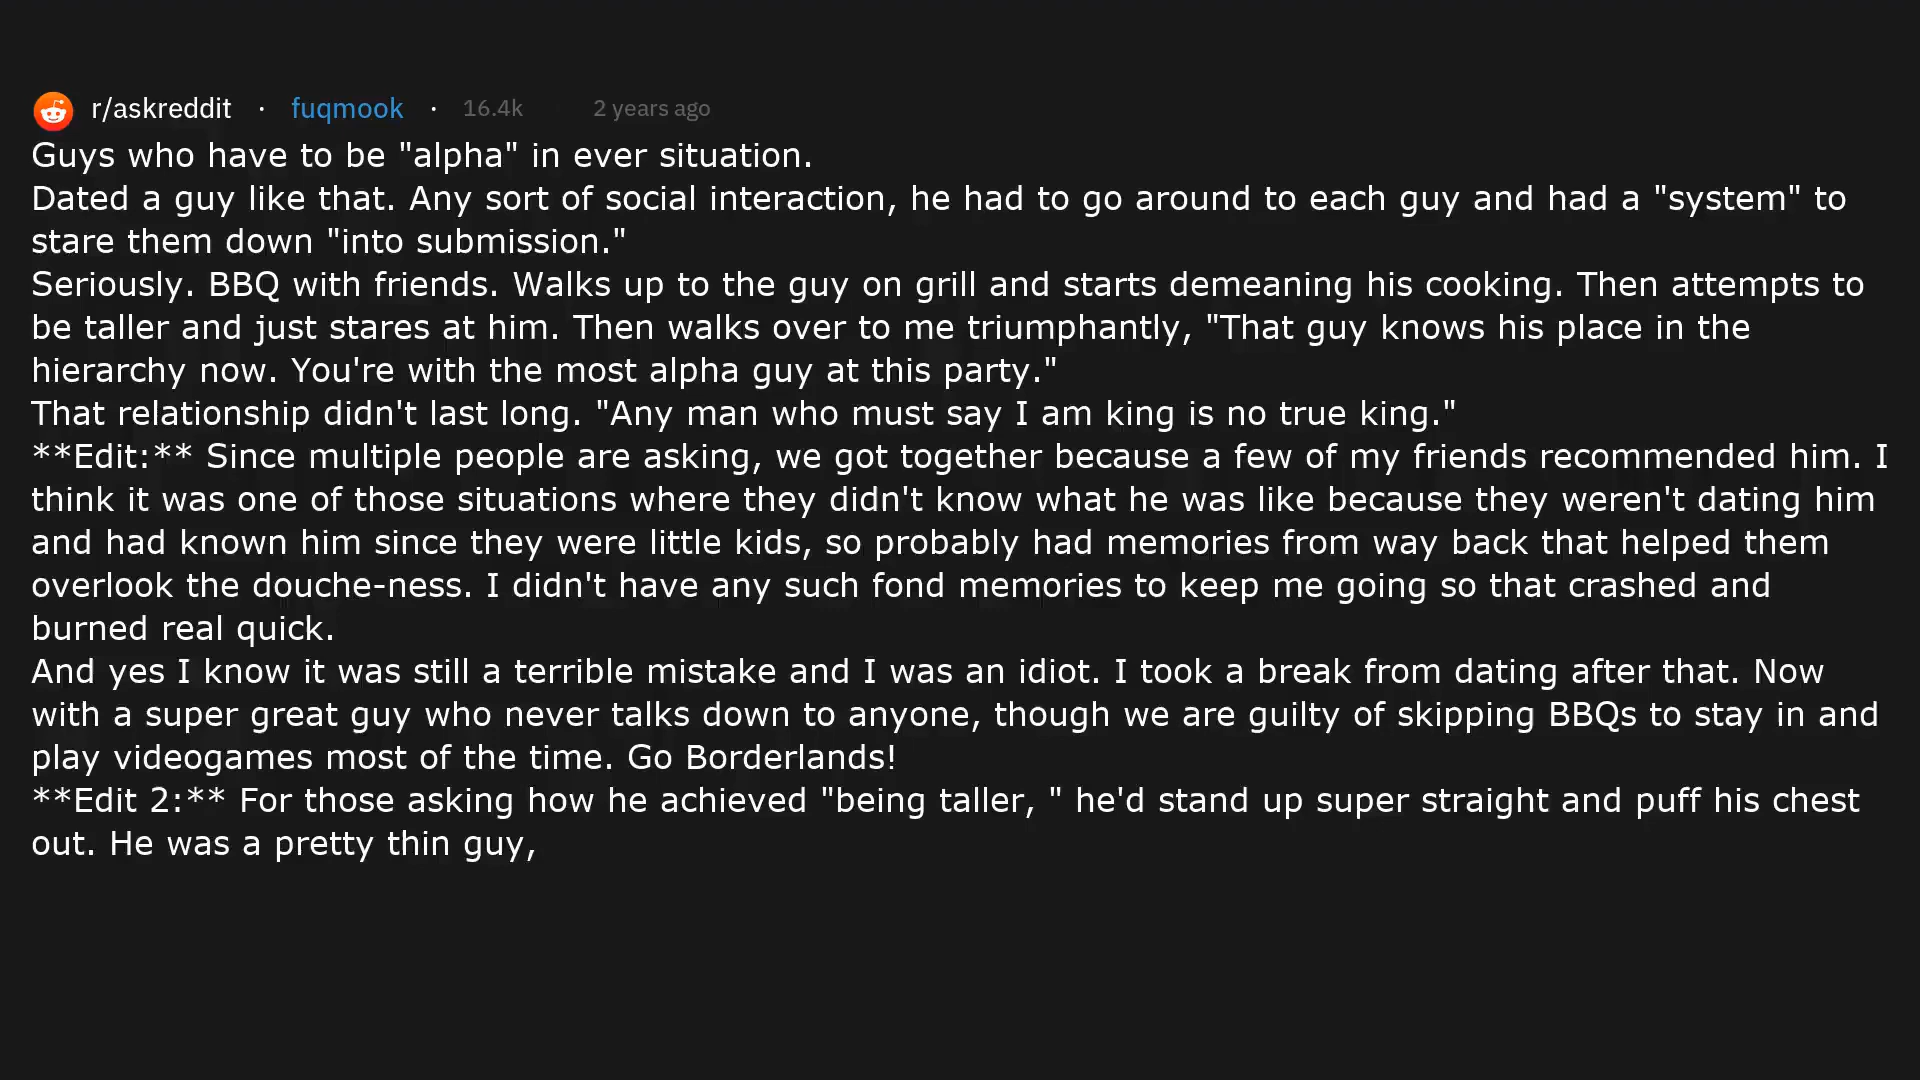 r/askreddit · fuqmook · 16.4k 2 years ago
Guys who have to be "alpha" in ever situation.
Dated a guy like that. Any sort of social interaction, he had to go around to each guy and had a "system" to
stare them down "into submission."
Seriously. BBQ with friends. Walks up to the guy on grill and starts demeaning his cooking. Then attempts to
be taller and just stares at him. Then walks over to me triumphantly, "That guy knows his place in the
hierarchy now. You're with the most alpha guy at this party."
That relationship didn't last long. "Any man who must say I am king is no true king."
**Edit:** Since multiple people are asking, we got together because a few of my friends recommended him. I
think it was one of those situations where they didn't know what he was like because they weren't dating him
and had known him since they were little kids, so probably had memories from way back that helped them
overlook the douche-ness. I didn't have any such fond memories to keep me going so that crashed and
burned real quick.
And yes I know it was still a terrible mistake and I was an idiot. I took a break from dating after that. Now
with a super great guy who never talks down to anyone, though we are guilty of skipping BBQs to stay in and
play videogames most of the time. Go Borderlands!
**Edit 2:** For those asking how he achieved "being taller, " he'd stand up super straight and puff his chest
out. He was a pretty thin guy,